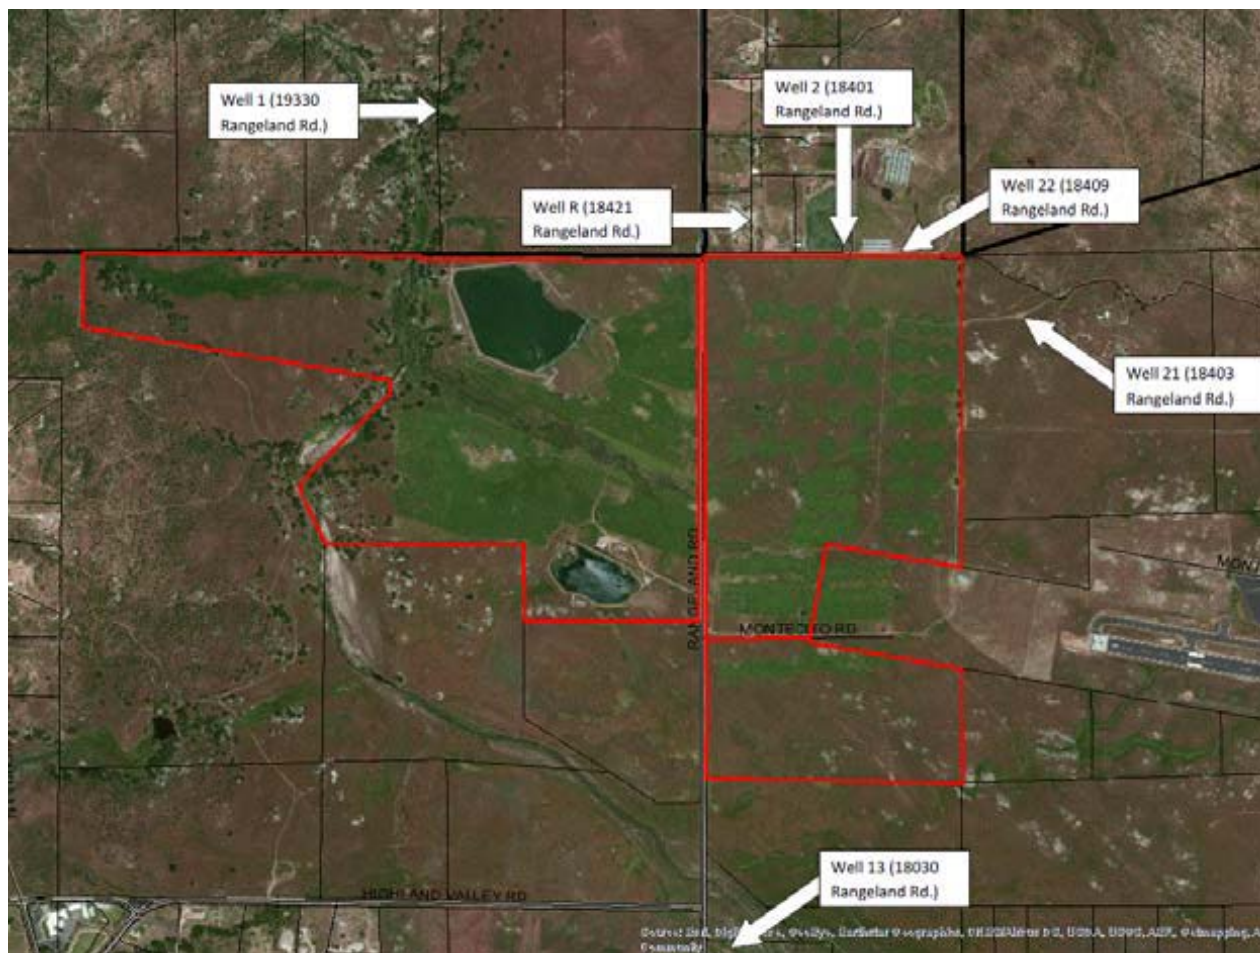 Well 1 (19330
Rangeland Rd.)
Well 2 (18401
Rangeland Rd.)
Well R (18421
Rangeland Rd.)
Well 22 (18409
Rangeland Rd.)
Well 21 (18403
Rangeland Rd.)
RANGELAND RD
MONTECITO RD
Well 13 (18030
Rangeland Rd.)
HIGHLAND VALLEY RD
Community